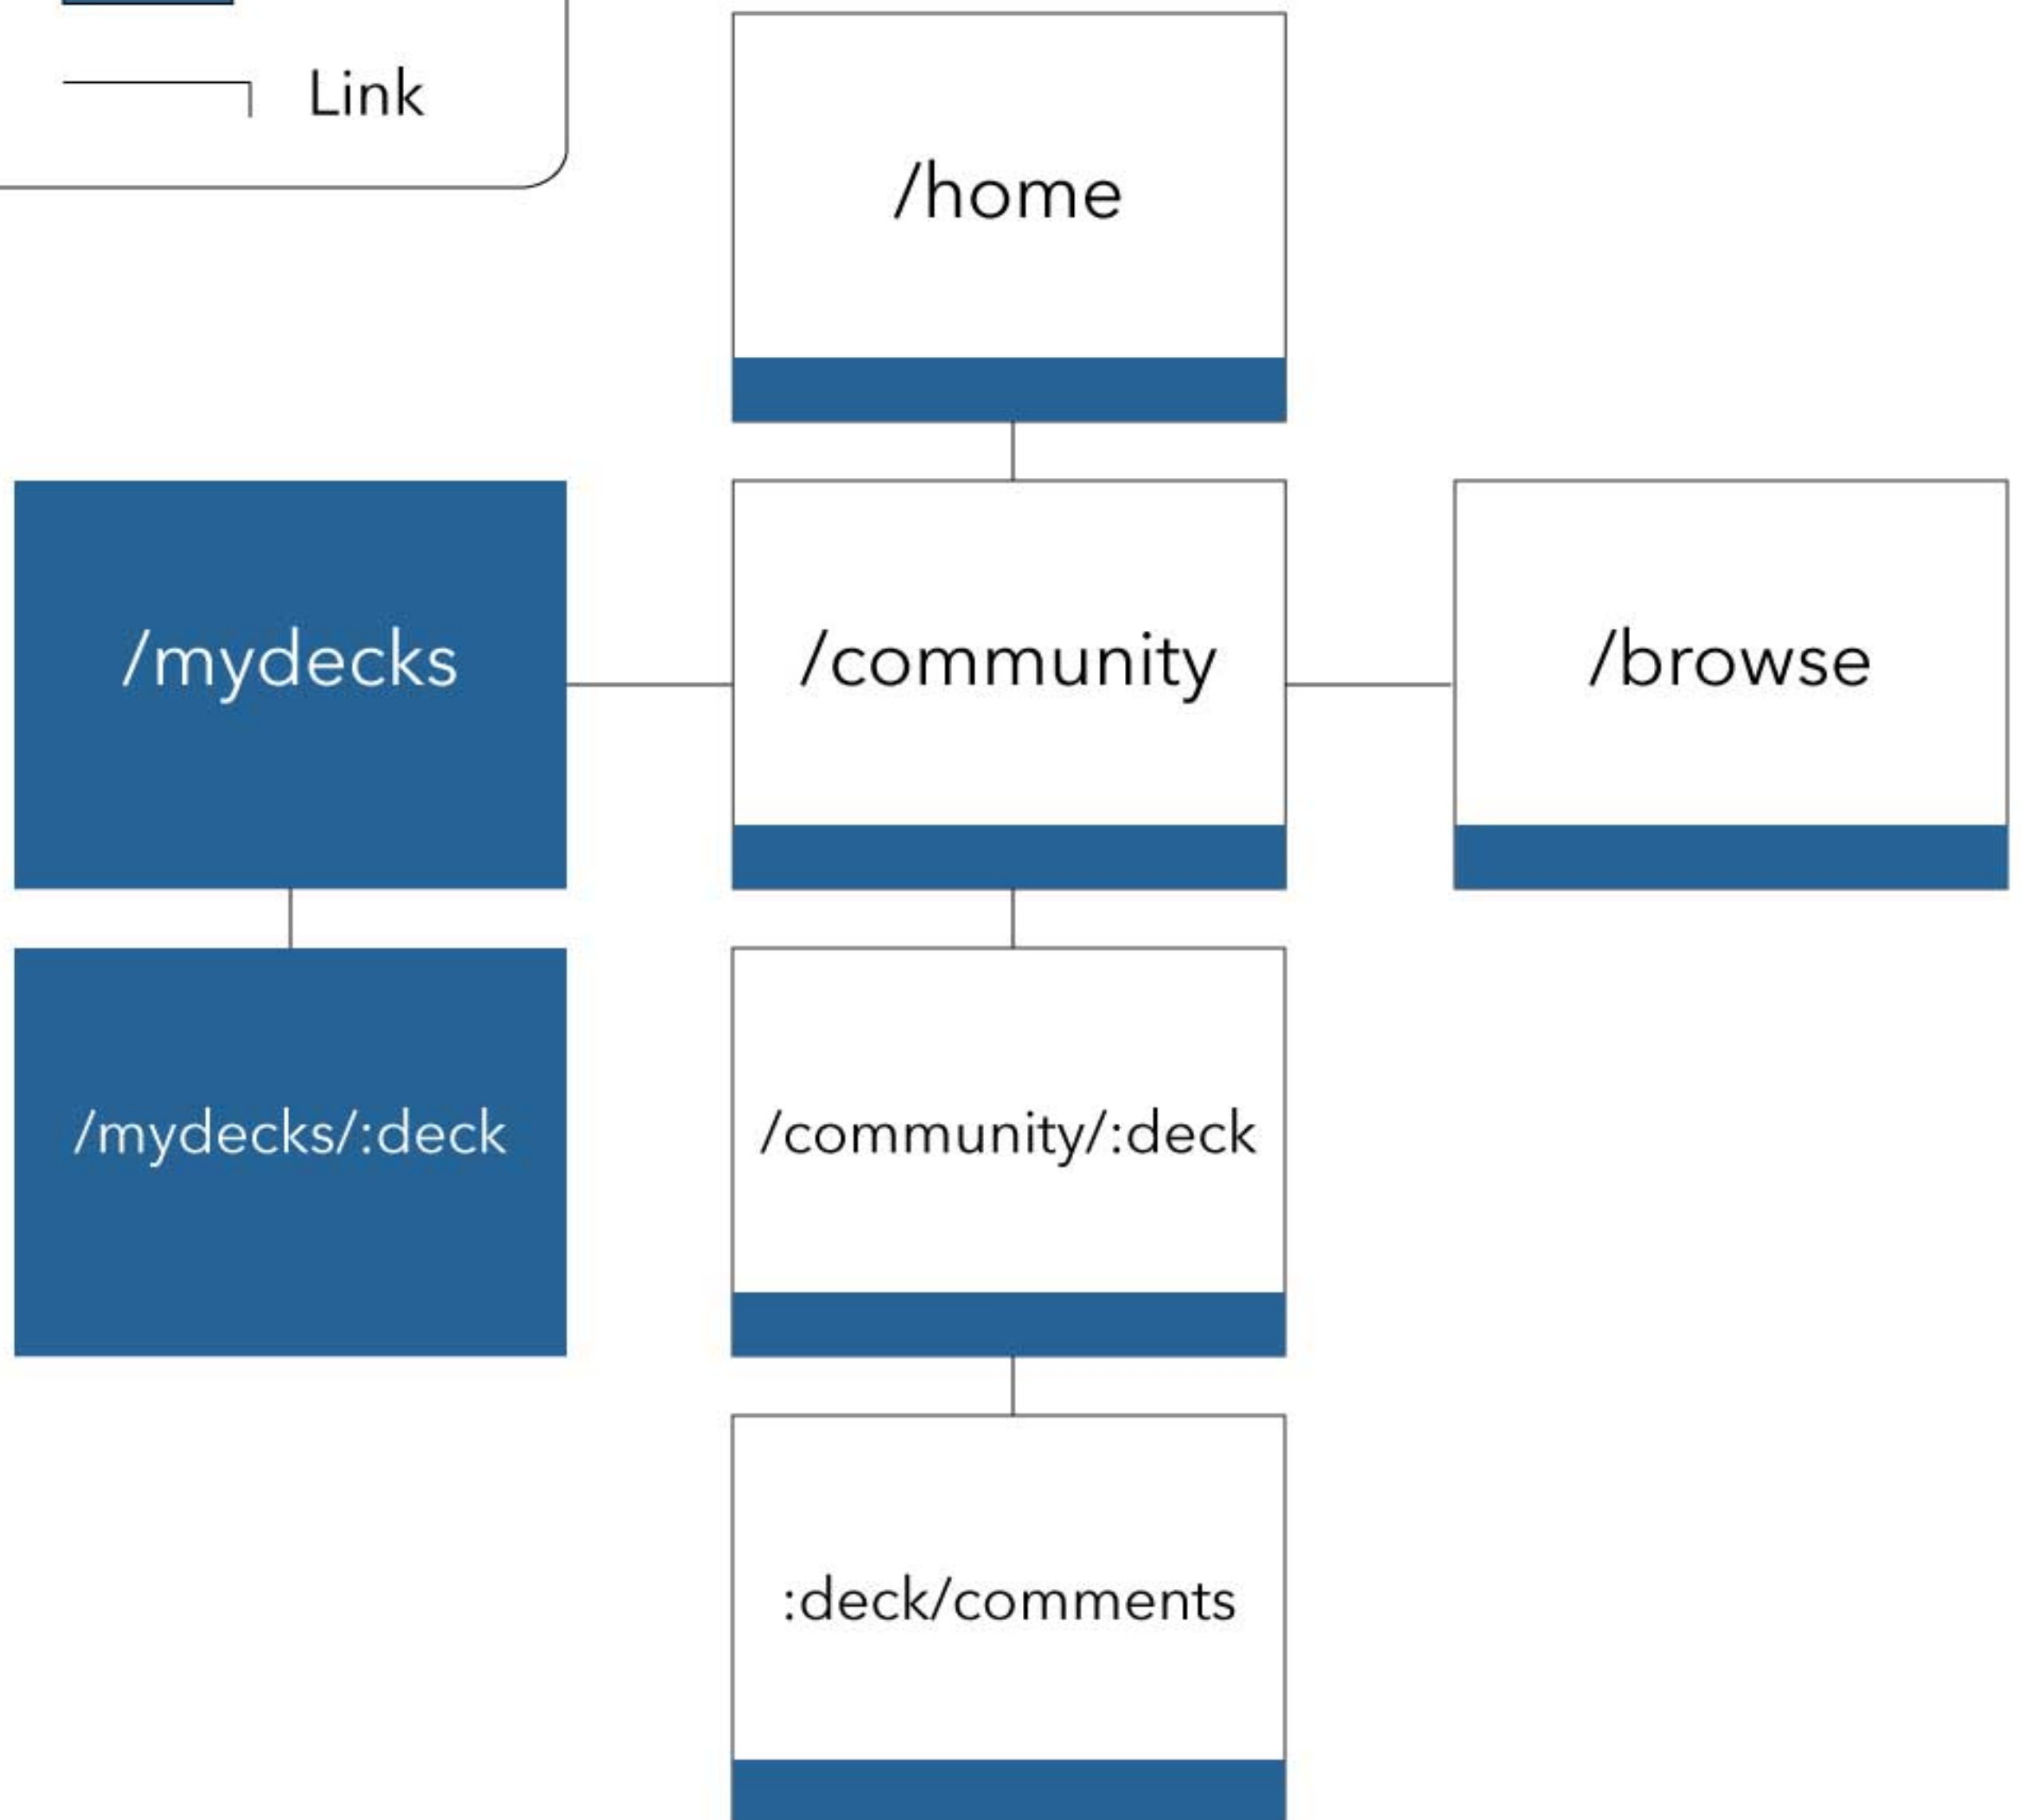 Link
/home
/mydecks
/community
/browse
/mydecks/:deck
/community/:deck
:deck/comments